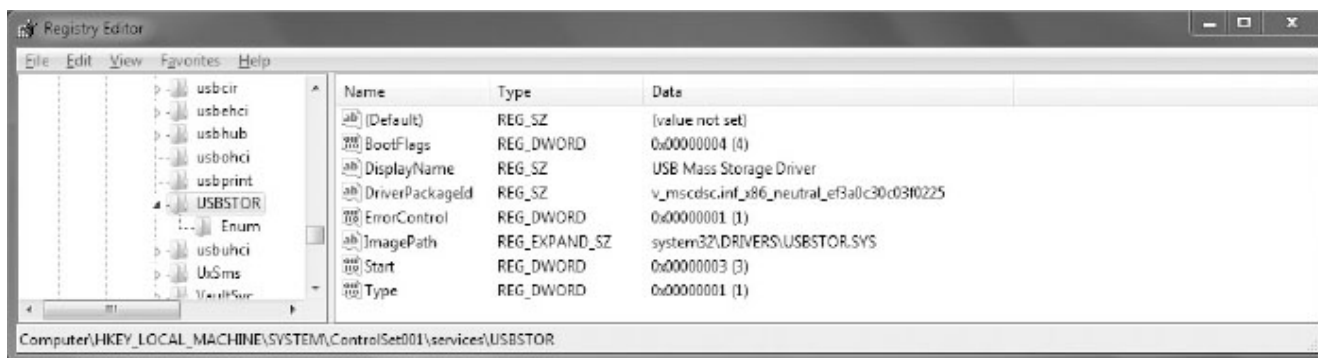 Registry Editor
File Edit View Favorites Help
usbcir
usbehci
usbhub
usbohci
usbprint
USBSTOR
Enum
usbuhci
UxSms
VaultSvc
Name Type Data
(Default) REG_SZ (value not set)
BootFlags REG_DWORD 0x00000004 (4)
DisplayName REG_SZ USB Mass Storage Driver
DriverPackageId REG_SZ v_mscdsc.inf_x86_neutral_ef3a0c30c03f0225
ErrorControl REG_DWORD 0x00000001 (1)
ImagePath REG_EXPAND_SZ system32\DRIVERS\USBSTOR.SYS
Start REG_DWORD 0x00000003 (3)
Type REG_DWORD 0x00000001 (1)
Computer\HKEY_LOCAL_MACHINE\SYSTEM\ControlSet001\services\USBSTOR